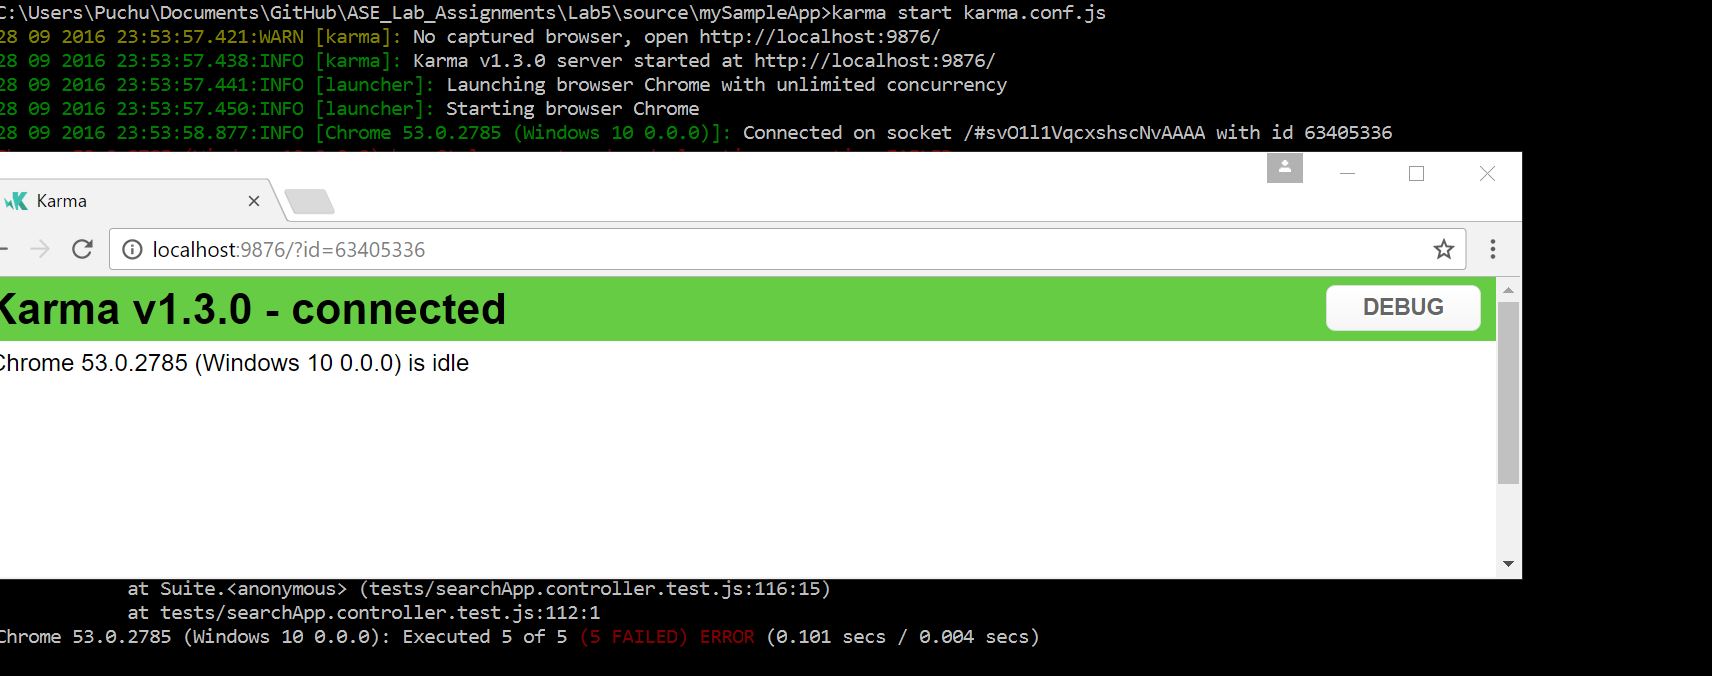 C:\Users\Puchu\Documents\GitHub\ASE_Lab_Assignments\Lab5\source\mySampleApp>karma start karma.conf.js
28 09 2016 23:53:57.421:WARN [karma]: No captured browser, open http://localhost:9876/
28 09 2016 23:53:57.438:INFO [karma]: Karma v1.3.0 server started at http://localhost:9876/
28 09 2016 23:53:57.441:INFO [launcher]: Launching browser Chrome with unlimited concurrency
28 09 2016 23:53:57.450:INFO [launcher]: Starting browser Chrome
28 09 2016 23:53:58.877:INFO [Chrome 53.0.2785 (Windows 10 0.0.0)]: Connected on socket /#svO1l1VqcxshscNvAAAA with id 63405336
Karma
localhost:9876/?id=63405336
Karma v1.3.0 - connected
DEBUG
Chrome 53.0.2785 (Windows 10 0.0.0) is idle
at Suite.<anonymous> (tests/searchApp.controller.test.js:116:15)
at tests/searchApp.controller.test.js:112:1
Chrome 53.0.2785 (Windows 10 0.0.0): Executed 5 of 5 (5 FAILED) ERROR (0.101 secs / 0.004 secs)